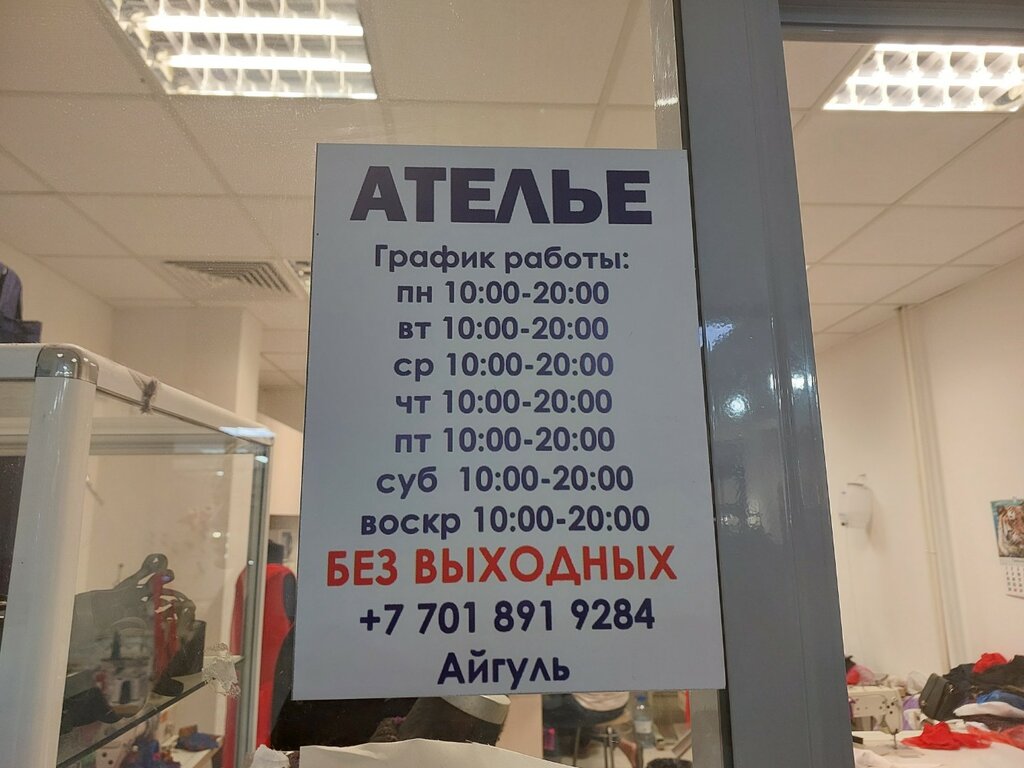 АТЕЛЬЕ
График работы:
пн 10:00-20:00
вт 10:00-20:00
ср 10:00-20:00
чт 10:00-20:00
пт 10:00-20:00
суб 10:00-20:00
воскр 10:00-20:00
БЕЗ ВЫХОДНЫХ
+7 701 891 9284
Айгуль